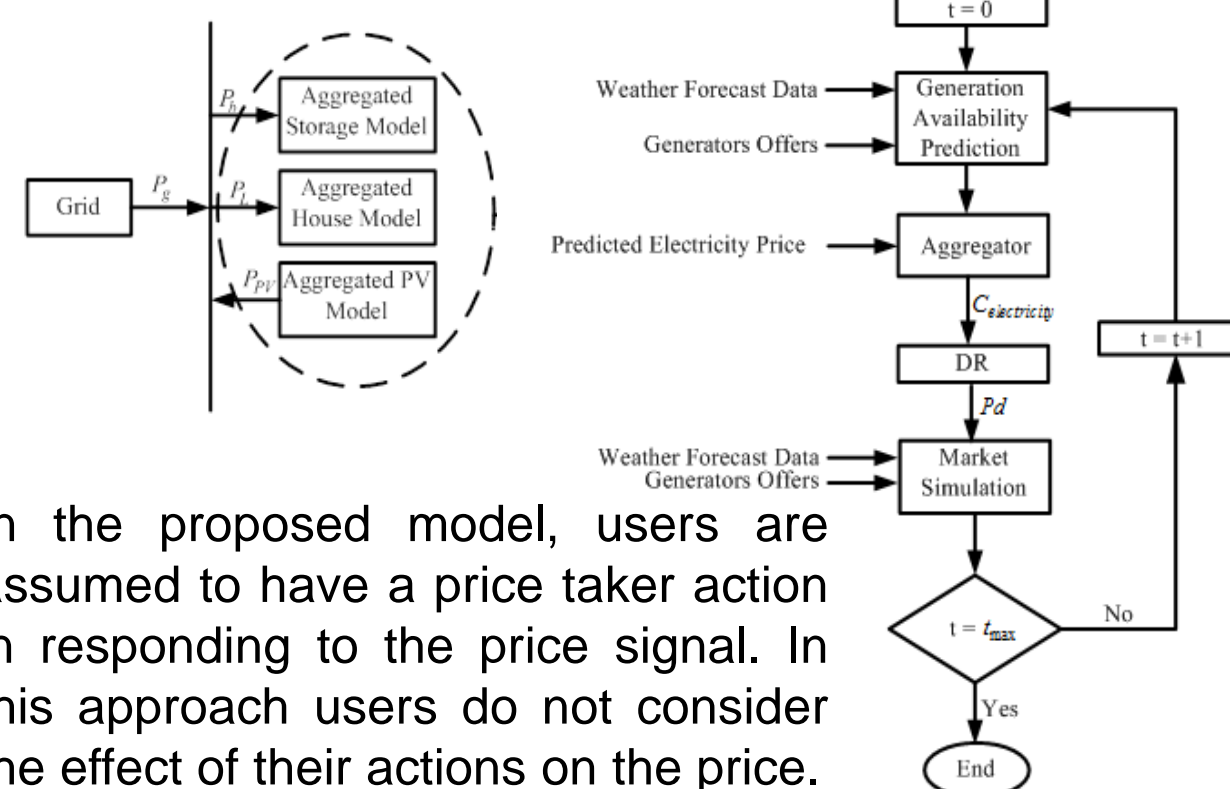 P_h
Aggregated
Storage Model
Grid
P_g
P_L
Aggregated
House Model
P_PV
Aggregated PV
Model
t = 0
Weather Forecast Data
Generators Offers
Generation
Availability
Prediction
Predicted Electricity Price
Aggregator
C_electricity
t = t+1
DR
Pd
Weather Forecast Data
Generators Offers
Market
Simulation
t = t_max
No
Yes
End
n the proposed model, users are
ssumed to have a price taker action
n responding to the price signal. In
his approach users do not consider
he effect of their actions on the price.